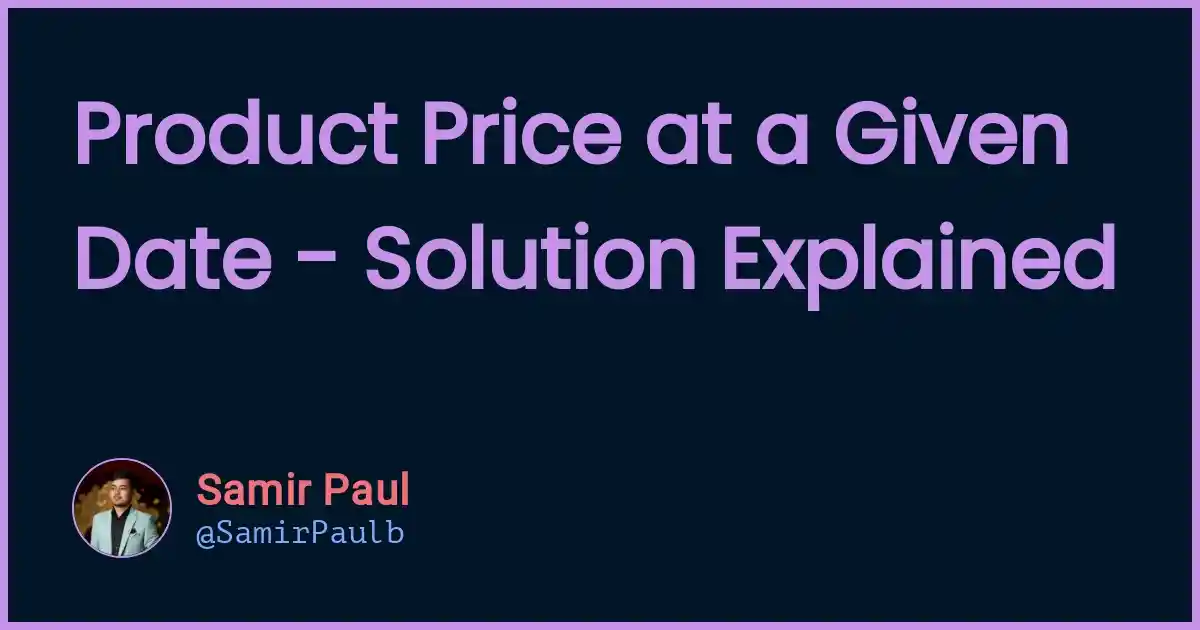 Product Price at a Given
Date - Solution Explained
Samir Paul
@SamirPaulb